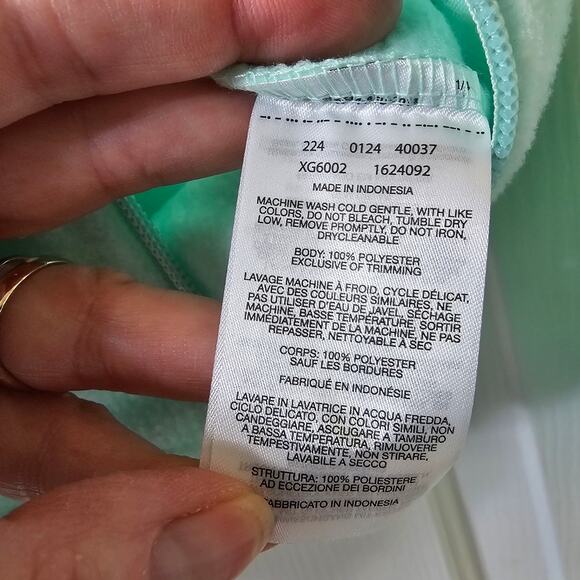 1/1
224 0124 40037
XG6002 1624092
MADE IN INDONESIA
MACHINE WASH COLD GENTLE, WITH LIKE
COLORS, DO NOT BLEACH, TUMBLE DRY
LOW, REMOVE PROMPTLY, DO NOT IRON,
DRYCLEANABLE
BODY: 100% POLYESTER
EXCLUSIVE OF TRIMMING
LAVAGE MACHINE À FROID, CYCLE DÉLICAT,
AVEC DES COULEURS SIMILAIRES, NE
PAS UTILISER D'EAU DE JAVEL, SÉCHAGE
MACHINE, BASSE TEMPÉRATURE, SORTIR
IMMÉDIATEMENT DE LA MACHINE, NE PAS
REPASSER, NETTOYABLE À SEC
CORPS: 100% POLYESTER
SAUF LES BORDURES
FABRIQUÉ EN INDONÉSIE
LAVARE IN LAVATRICE IN ACQUA FREDDA,
CICLO DELICATO, CON COLORI SIMILI, NON
CANDEGGIARE, ASCIUGARE A TAMBURO
A BASSA TEMPERATURA, RIMUOVERE
TEMPESTIVAMENTE, NON STIRARE,
LAVABILE A SECCO
STRUTTURA: 100% POLIESTERE
AD ECCEZIONE DEI BORDINI
FABBRICATO IN INDONESIA